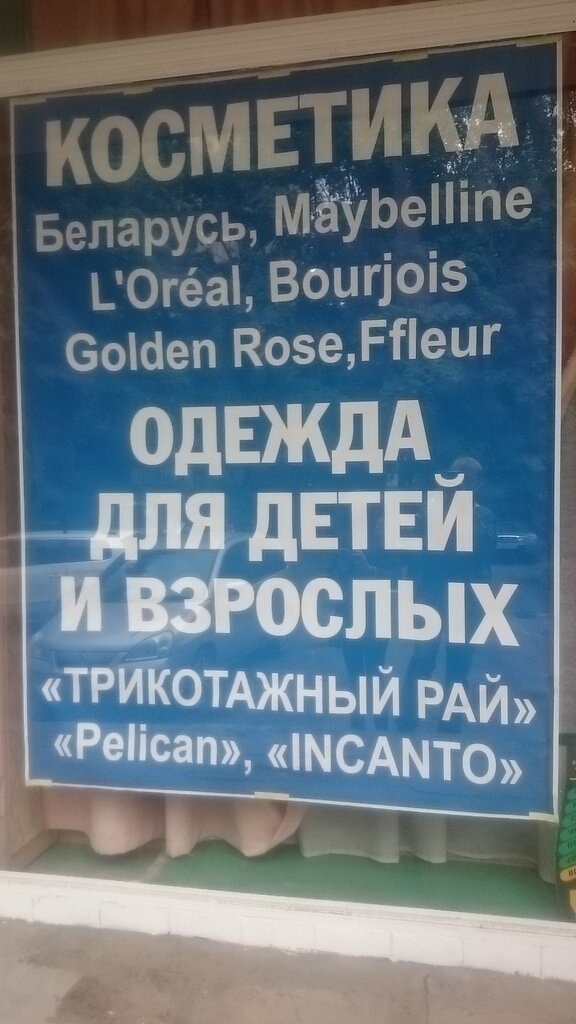 КОСМЕТИКА
Беларусь, Maybelline
L'Oréal, Bourjois
Golden Rose,Ffleur
ОДЕЖДА
ДЛЯ ДЕТЕЙ
И ВЗРОСЛЫХ
«ТРИКОТАЖНЫЙ РАЙ»
«Pelican», «INCANTO»